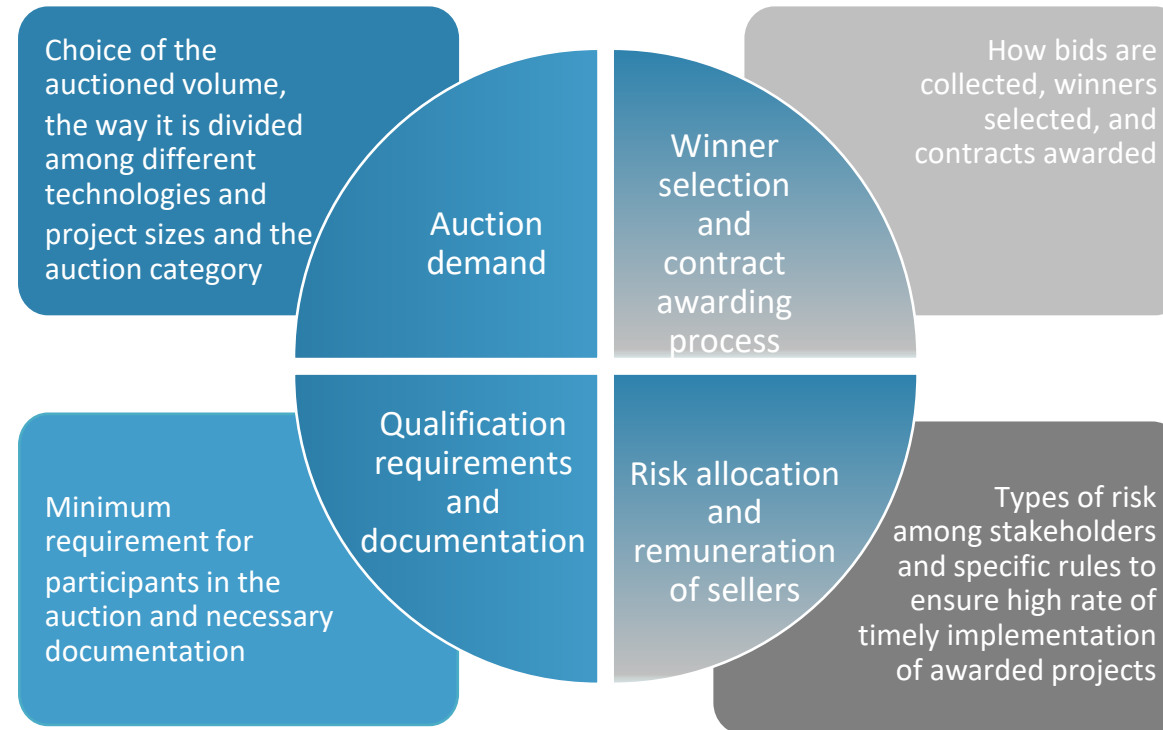 Choice of the
auctioned volume,
the way it is divided
among different
technologies and
project sizes and the
auction category
Auction
demand
Winner
selection
and
contract
awarding
process
How bids are
collected, winners
selected, and
contracts awarded
Minimum
requirement for
participants in the
auction and necessary
documentation
Qualification
requirements
and
documentation
Risk allocation
and
remuneration
of sellers
Types of risk
among stakeholders
and specific rules to
ensure high rate of
timely implementation
of awarded projects